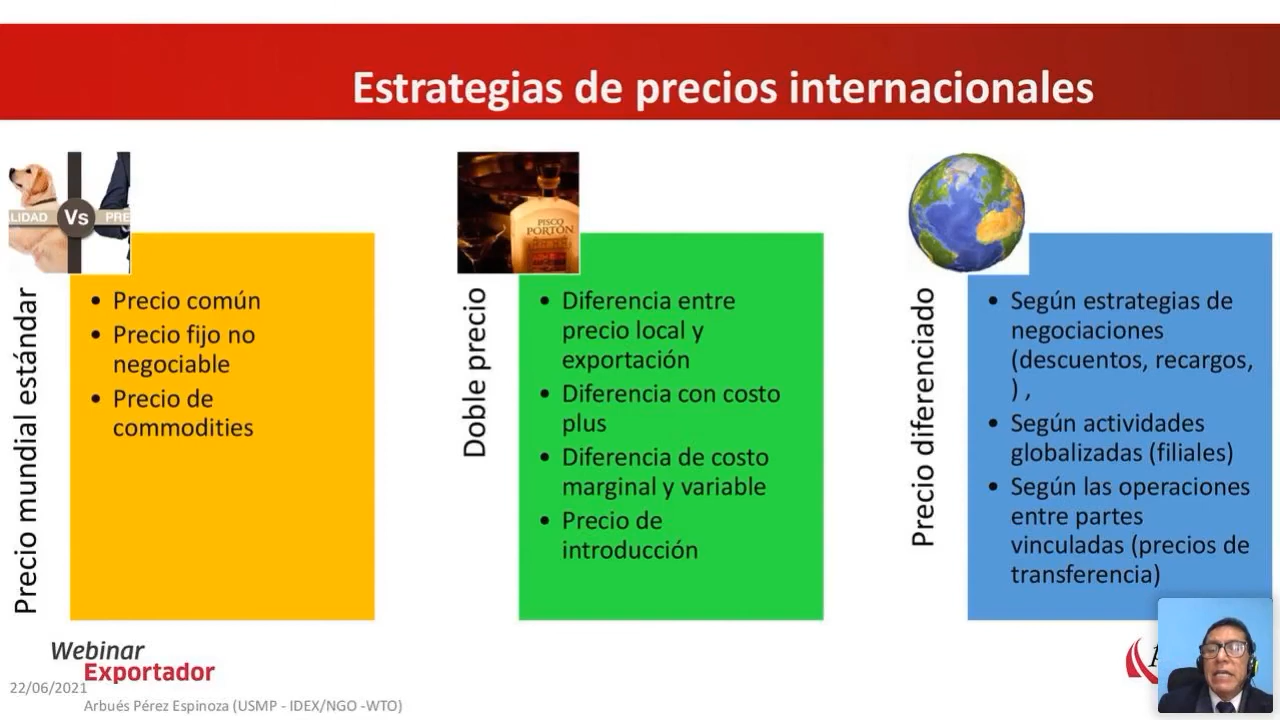 Estrategias de precios internacionales
LIDAD Vs PRE
Precio mundial estándar
• Precio común
• Precio fijo no
negociable
• Precio de
commodities
PISCO
PORTÓN
Doble precio
• Diferencia entre
precio local y
exportación
• Diferencia con costo
plus
• Diferencia de costo
marginal y variable
• Precio de
introducción
Precio diferenciado
• Según estrategias de
negociaciones
(descuentos, recargos,
) ,
• Según actividades
globalizadas (filiales)
• Según las operaciones
entre partes
vinculadas (precios de
transferencia)
Webinar
Exportador
22/06/2021
Arbués Pérez Espinoza (USMP - IDEX/NGO -WTO)